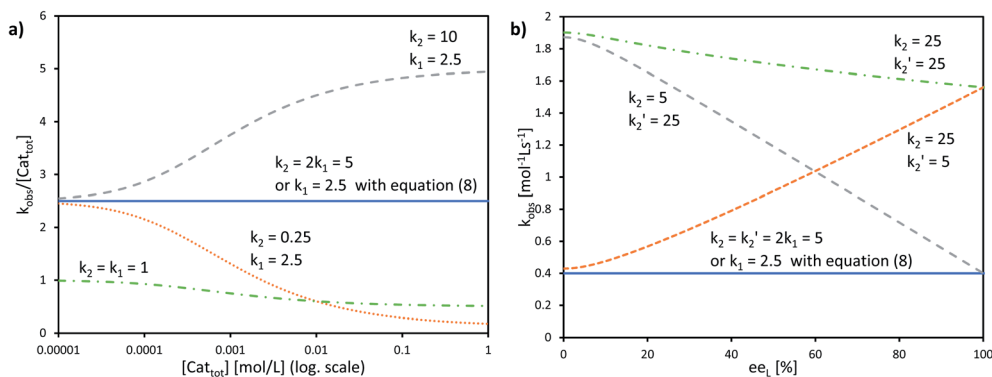 a)
k₂ = 10
k₁ = 2.5
k₂ = 2k₁ = 5
or k₁ = 2.5 with equation (8)
k₂ = 0.25
k₁ = 2.5
k₂ = k₁ = 1
k_obs/[Cat_tot]
6
5
4
3
2
1
0
0.00001
0.0001
0.001
0.01
0.1
1
[Cat_tot] [mol/L] (log. scale)
b)
k₂ = 25
k₂' = 25
k₂ = 5
k₂' = 25
k₂ = 25
k₂' = 5
k₂ = k₂' = 2k₁ = 5
or k₁ = 2.5 with equation (8)
k_obs [mol⁻¹Ls⁻¹]
2
1.8
1.6
1.4
1.2
1
0.8
0.6
0.4
0.2
0
0
20
40
60
80
100
ee_L [%]